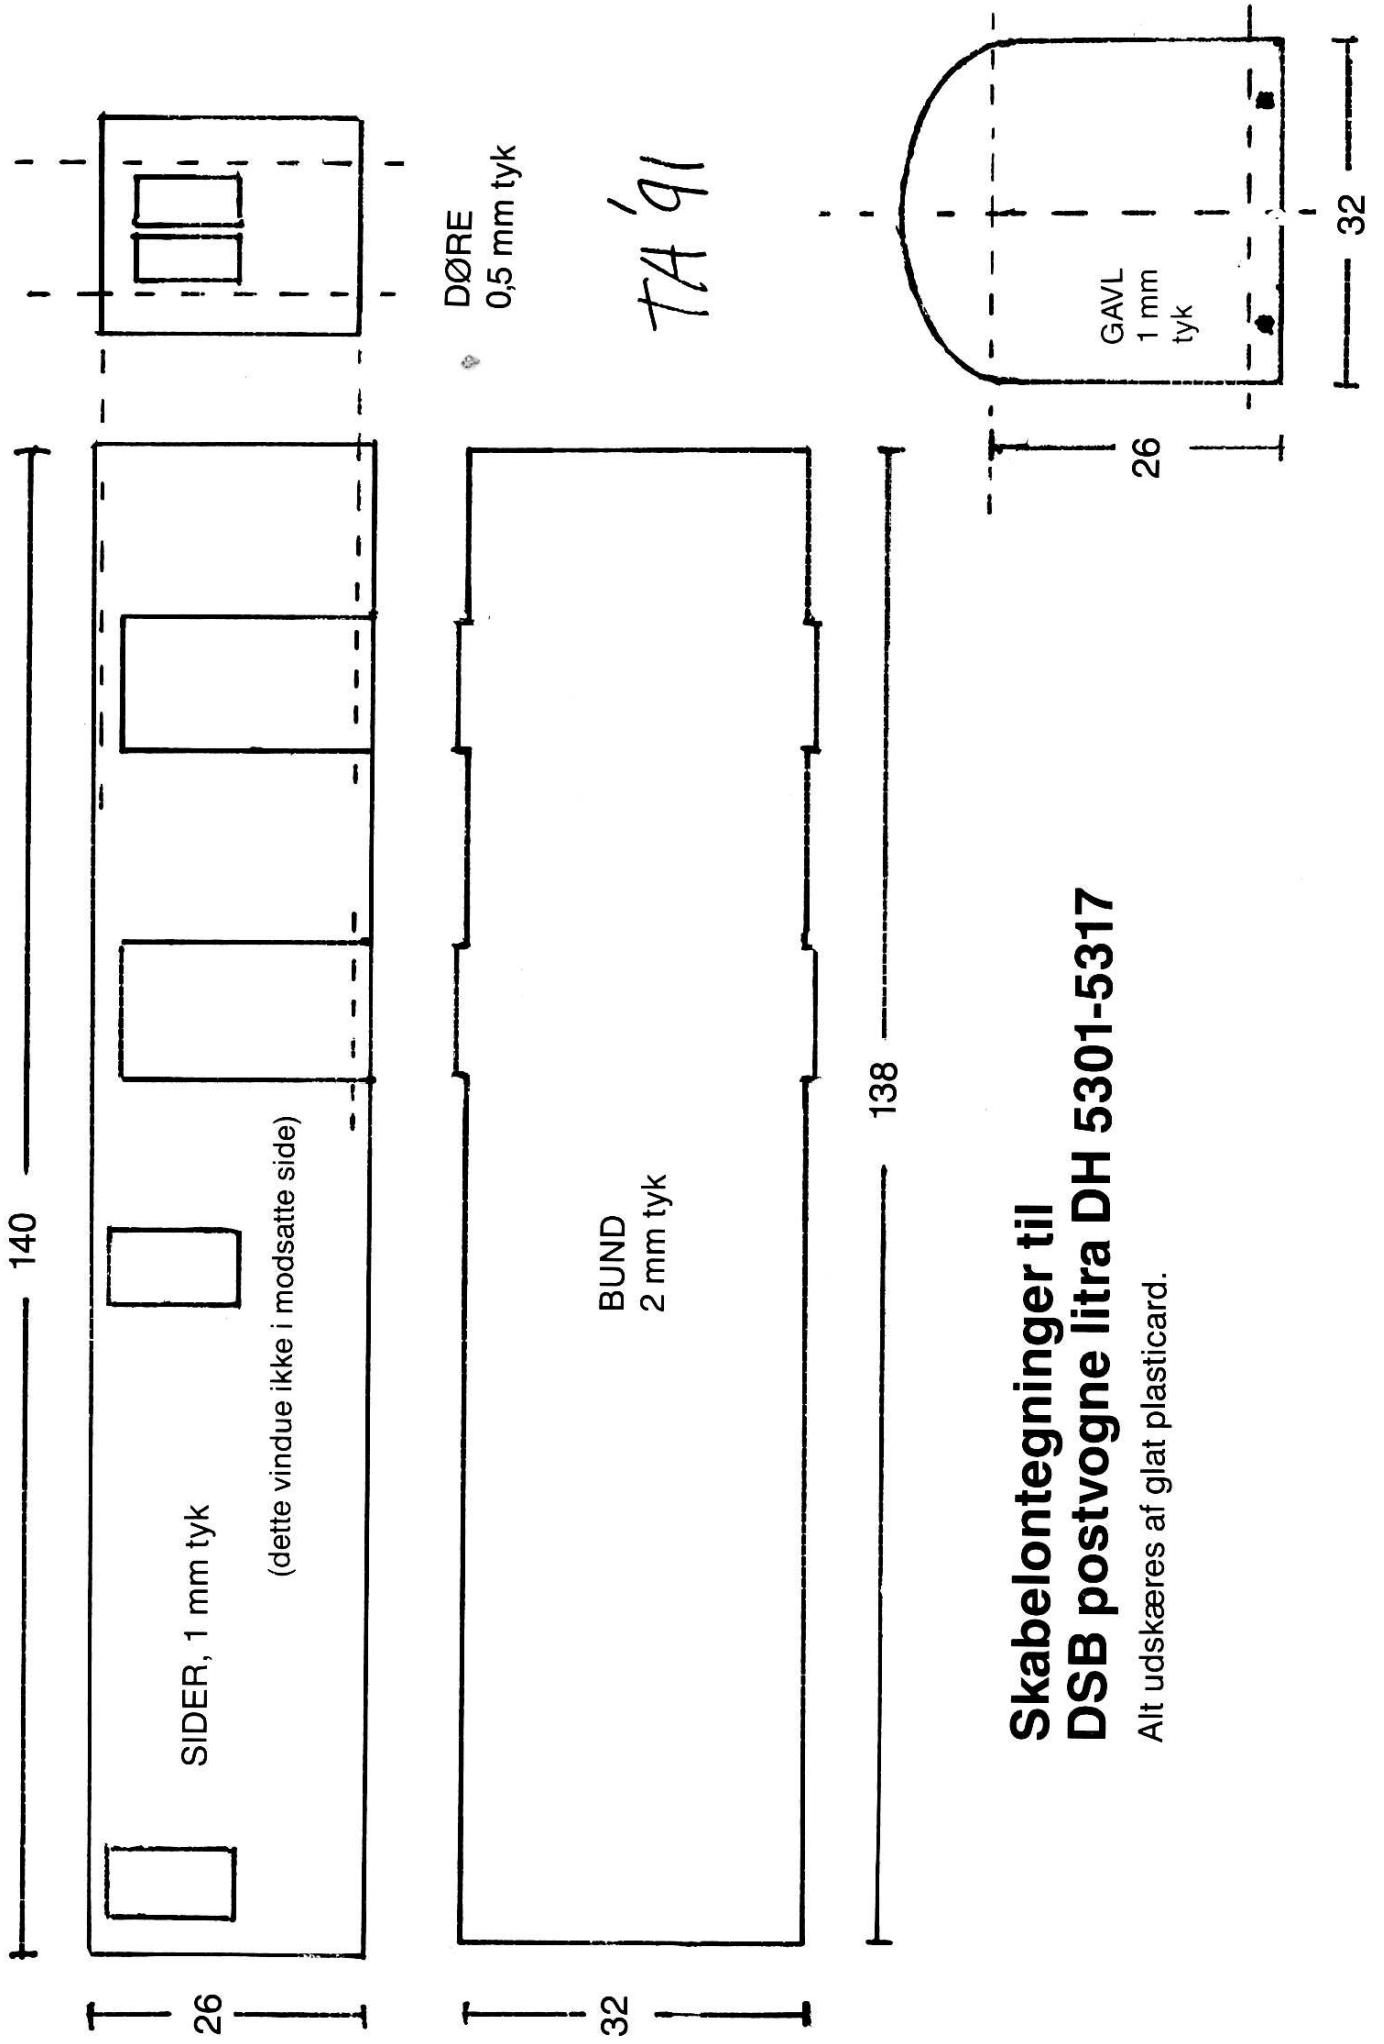 140
26
SIDER, 1 mm tyk
(dette vindue ikke i modsatte side)
DØRE
0,5 mm tyk
32
BUND
2 mm tyk
TA '91
138
26
GAVL
1 mm
tyk
32
Skabelontegninger til
DSB postvogne litra DH 5301-5317
Alt udskæres af glat plasticard.